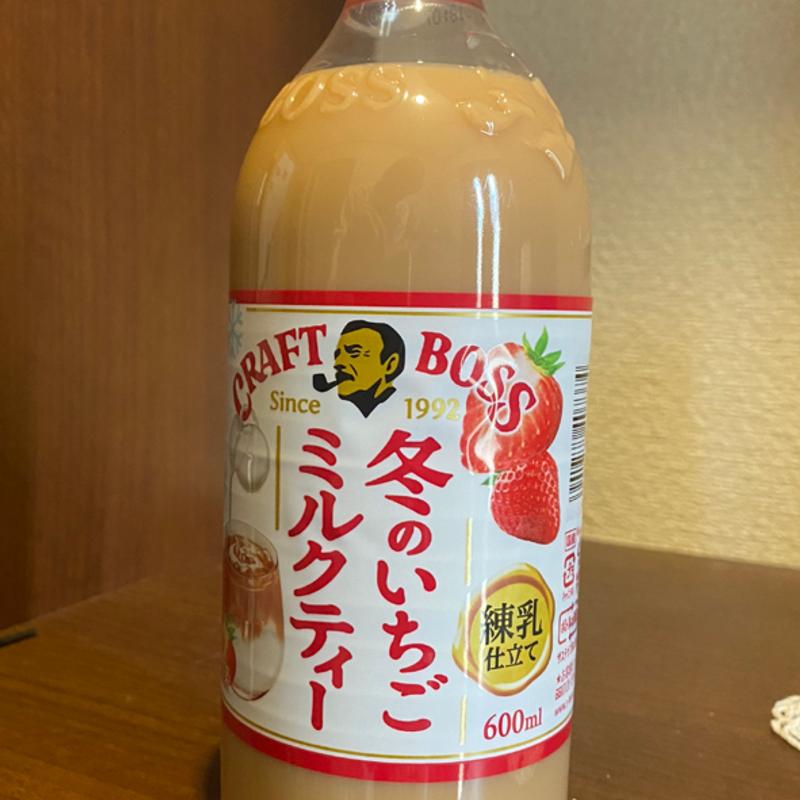 BOSS
CRAFT BOSS
Since 1992
冬のいちご
ミルクティー
練乳
仕立て
600ml